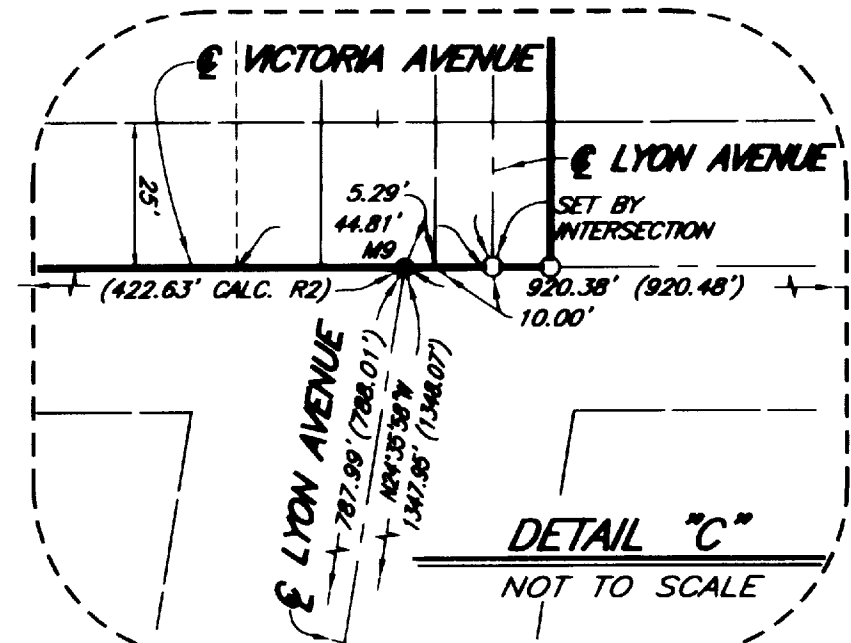 ℄ VICTORIA AVENUE
℄ LYON AVENUE
25'
5.29'
44.81'
M9
SET BY
INTERSECTION
(422.63' CALC. R2)
920.38' (920.48')
10.00'
℄ LYON AVENUE
787.99' (788.01')
N24°35'58"W
1347.95' (1348.07')
DETAIL "C"
NOT TO SCALE